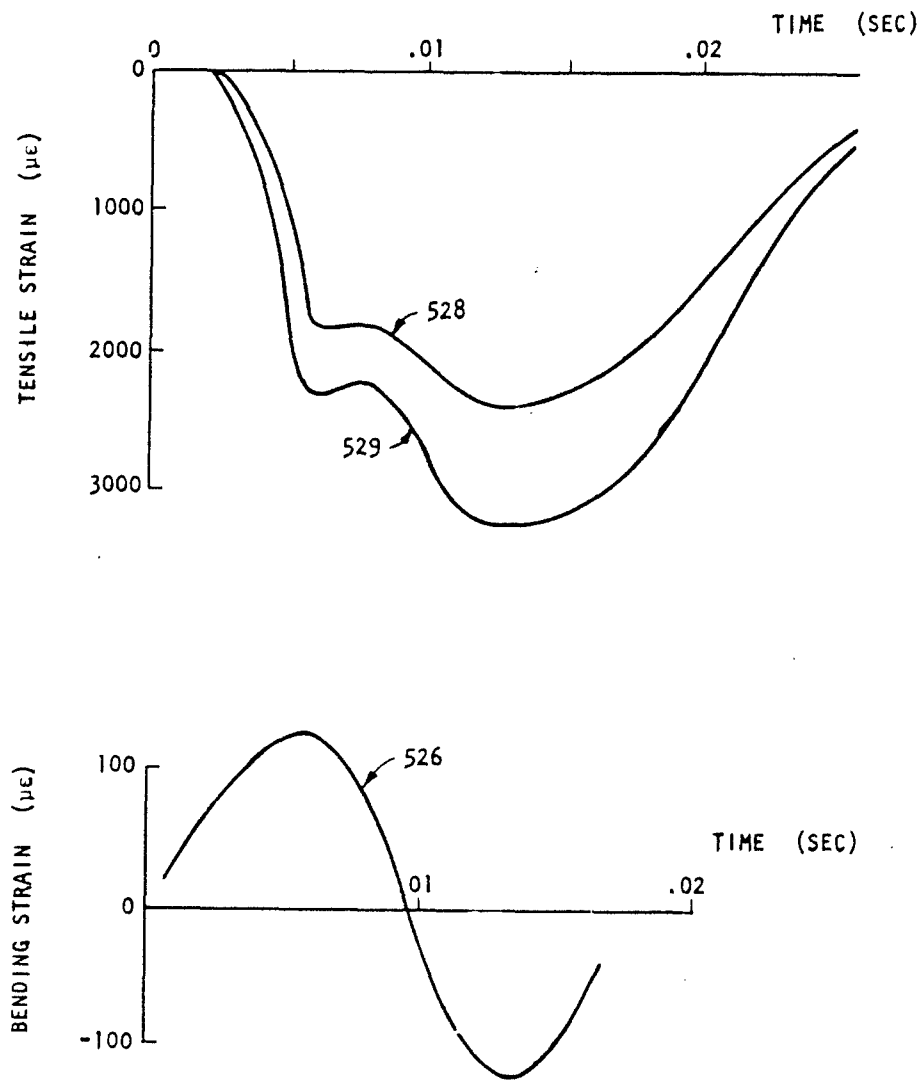 TIME (SEC)
0 .01 .02
0
1000
2000
3000
TENSILE STRAIN (με)
528
529
100
0
-100
BENDING STRAIN (με)
526
TIME (SEC)
01 .02